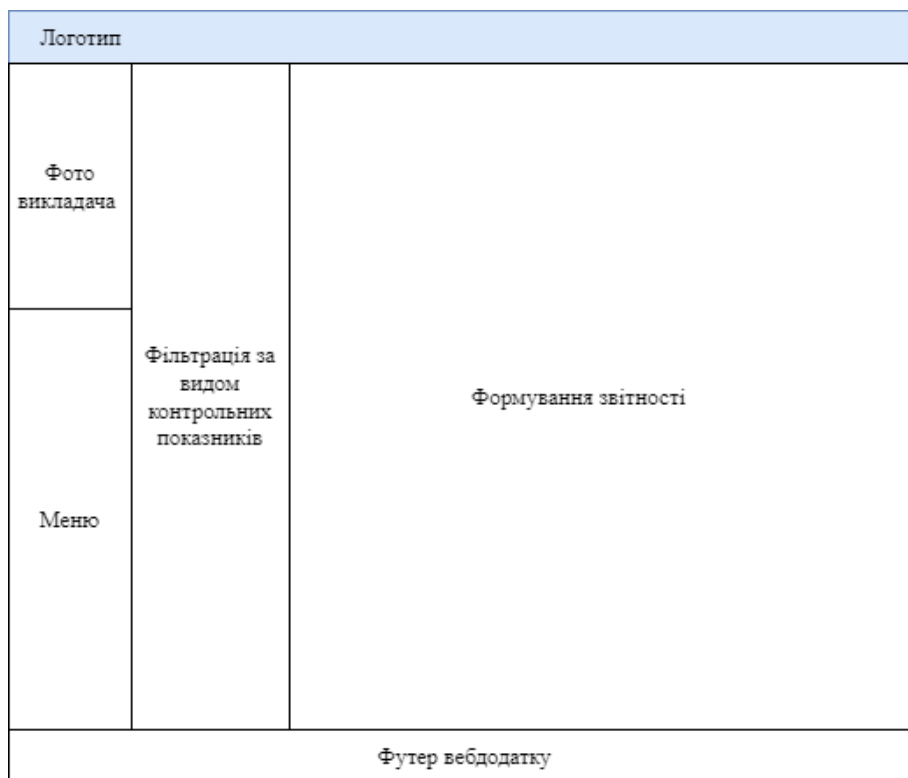 Логотип
Фото
викладача
Фільтрація за
видом
контрольних
показників
Формування звітності
Меню
Футер вебдодатку